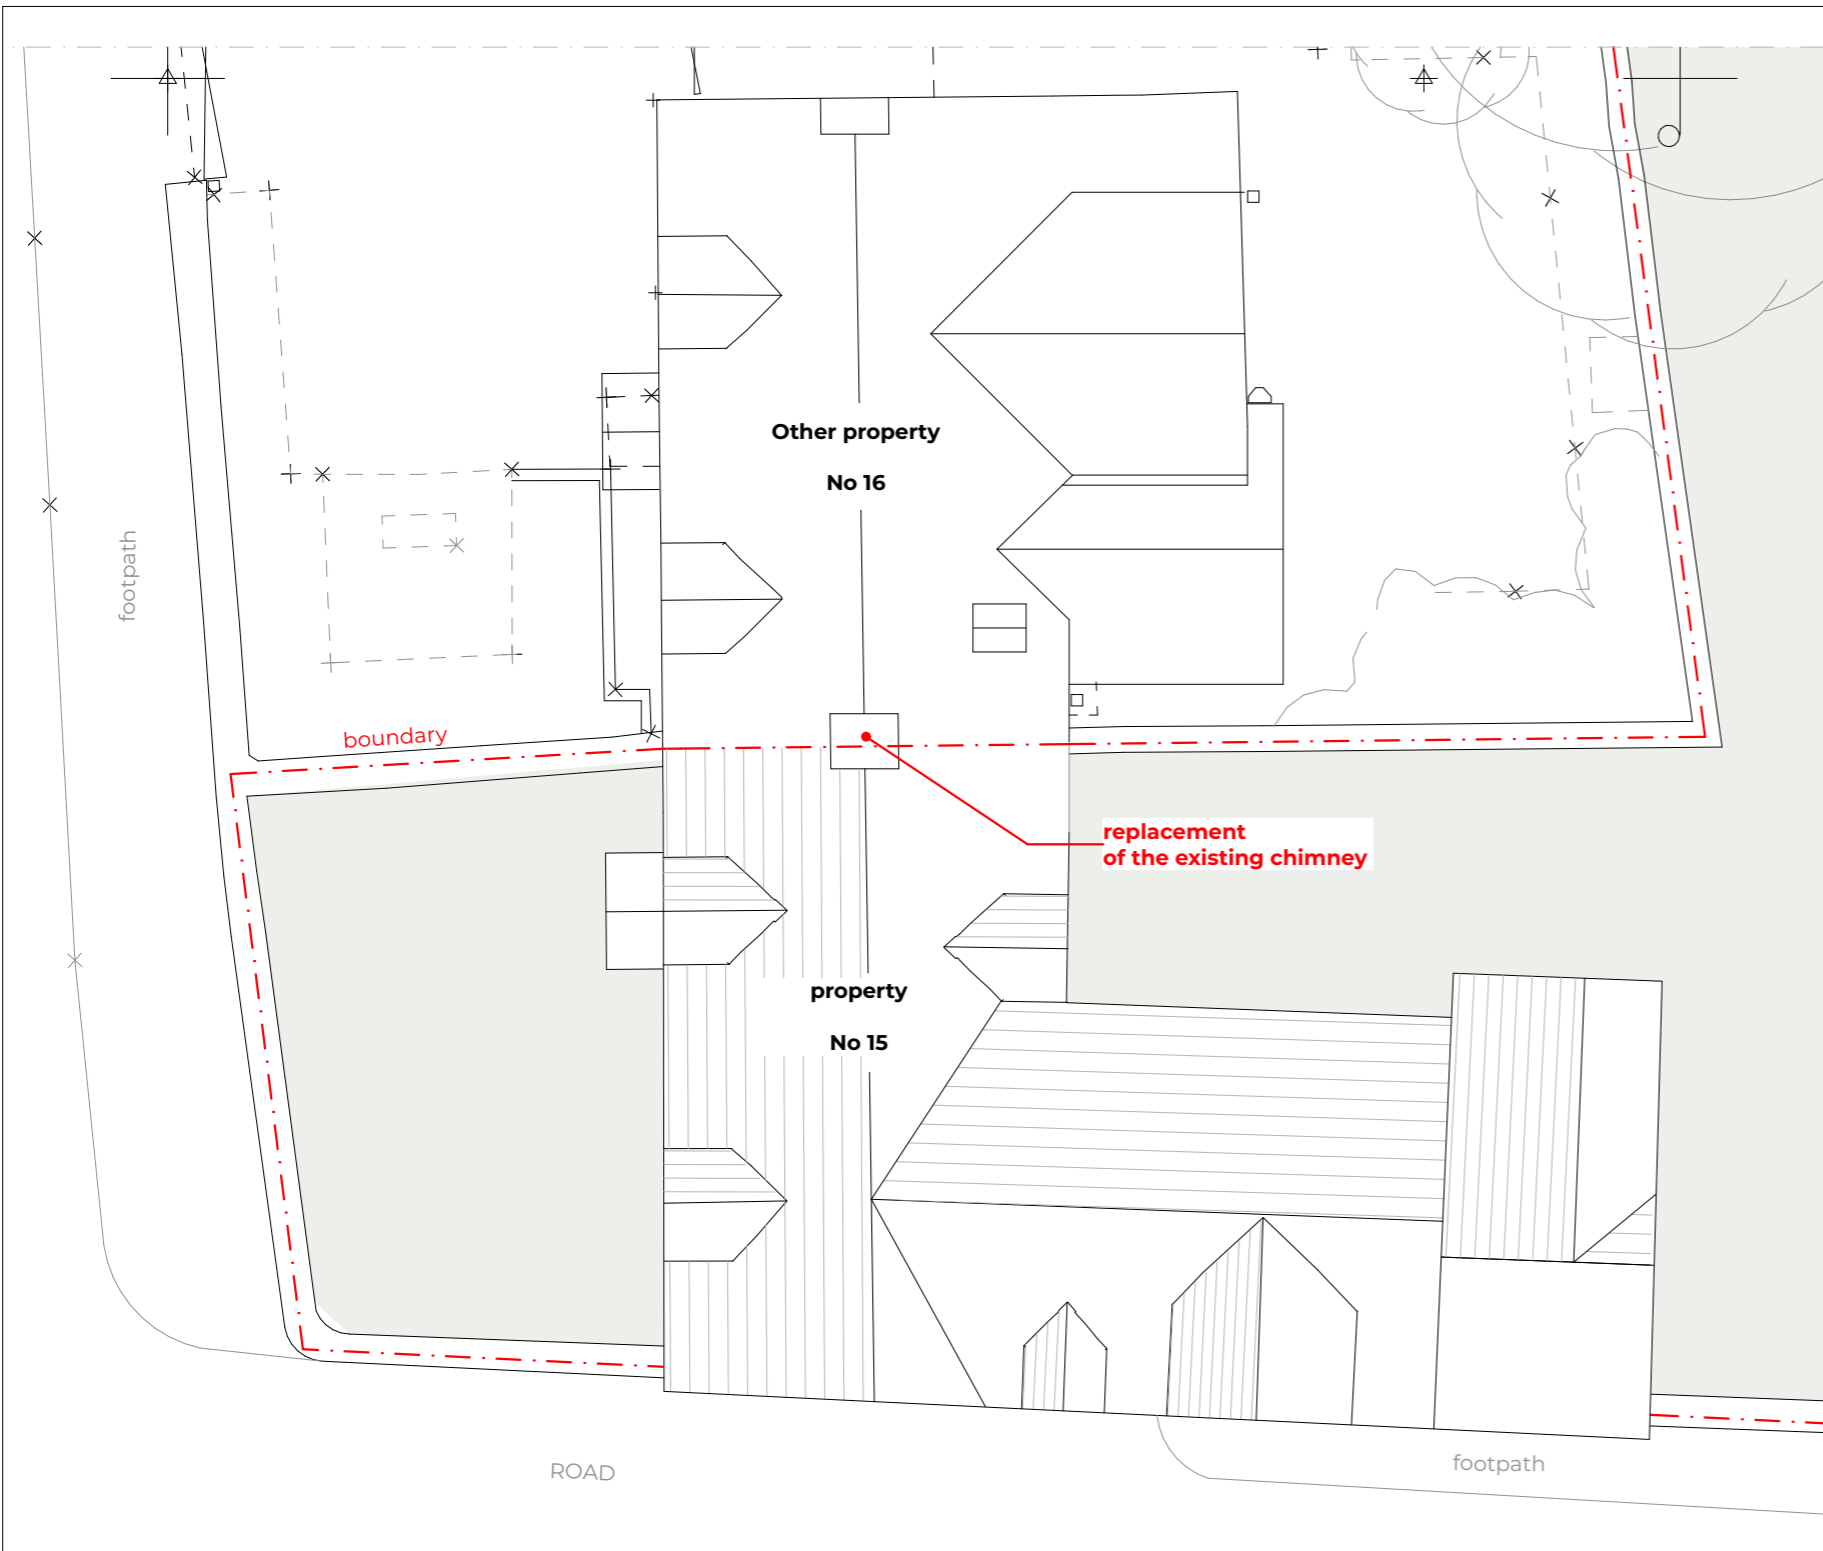 Other property
No 16
footpath
boundary
replacement
of the existing chimney
property
No 15
ROAD
footpath